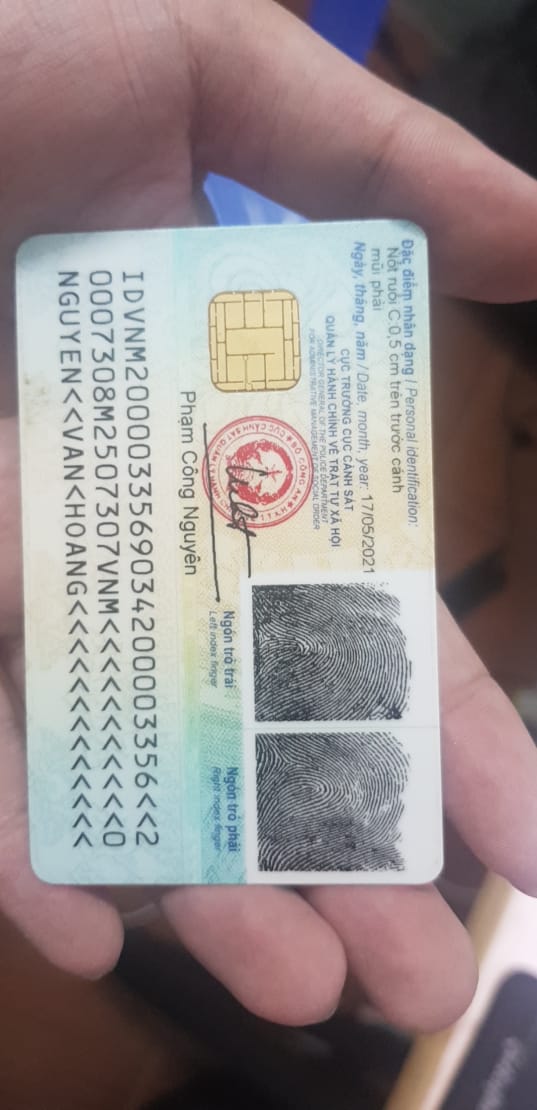 Đặc điểm nhân dạng / Personal identification:
Nốt ruồi C:0,5 cm trên trước cánh
mũi phải
Ngày, tháng, năm / Date, month, year: 17/05/2021
CỤC TRƯỞNG CỤC CẢNH SÁT
QUẢN LÝ HÀNH CHÍNH VỀ TRẬT TỰ XÃ HỘI
DIRECTOR GENERAL OF THE POLICE DEPARTMENT
FOR ADMINISTRATIVE MANAGEMENT OF SOCIAL ORDER
BỘ CÔNG AN
CỤC CẢNH SÁT QUẢN LÝ HÀNH
Phạm Công Nguyên
Ngón trỏ trái
Left index finger
Ngón trỏ phải
Right index finger
IDVNM2000033569034200003356<<2
0007308M2507307VNM<<<<<<<<<<<0
NGUYEN<<VAN<HOANG<<<<<<<<<<<<<